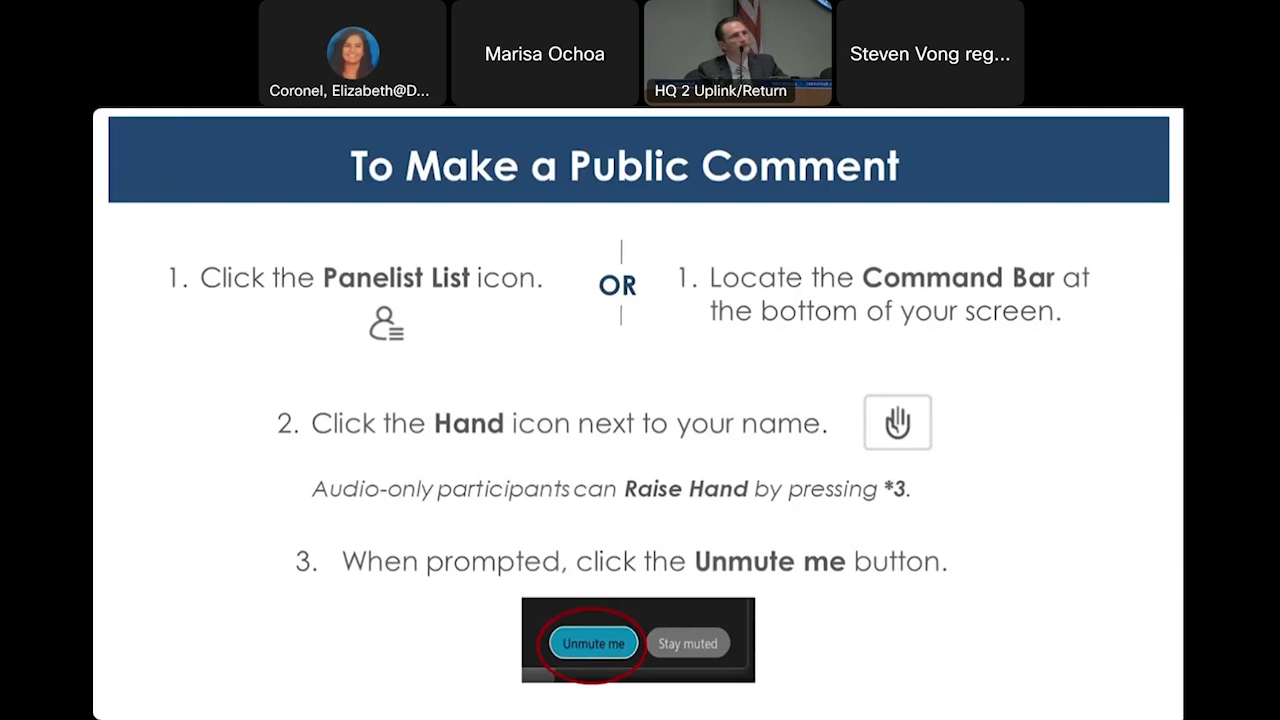 Coronel, Elizabeth@D...
Marisa Ochoa
HQ 2 Uplink/Return
Steven Vong reg...
To Make a Public Comment
1. Click the Panelist List icon.
OR
1. Locate the Command Bar at
the bottom of your screen.
2. Click the Hand icon next to your name.
Audio-only participants can Raise Hand by pressing *3.
3. When prompted, click the Unmute me button.
Unmute me
Stay muted